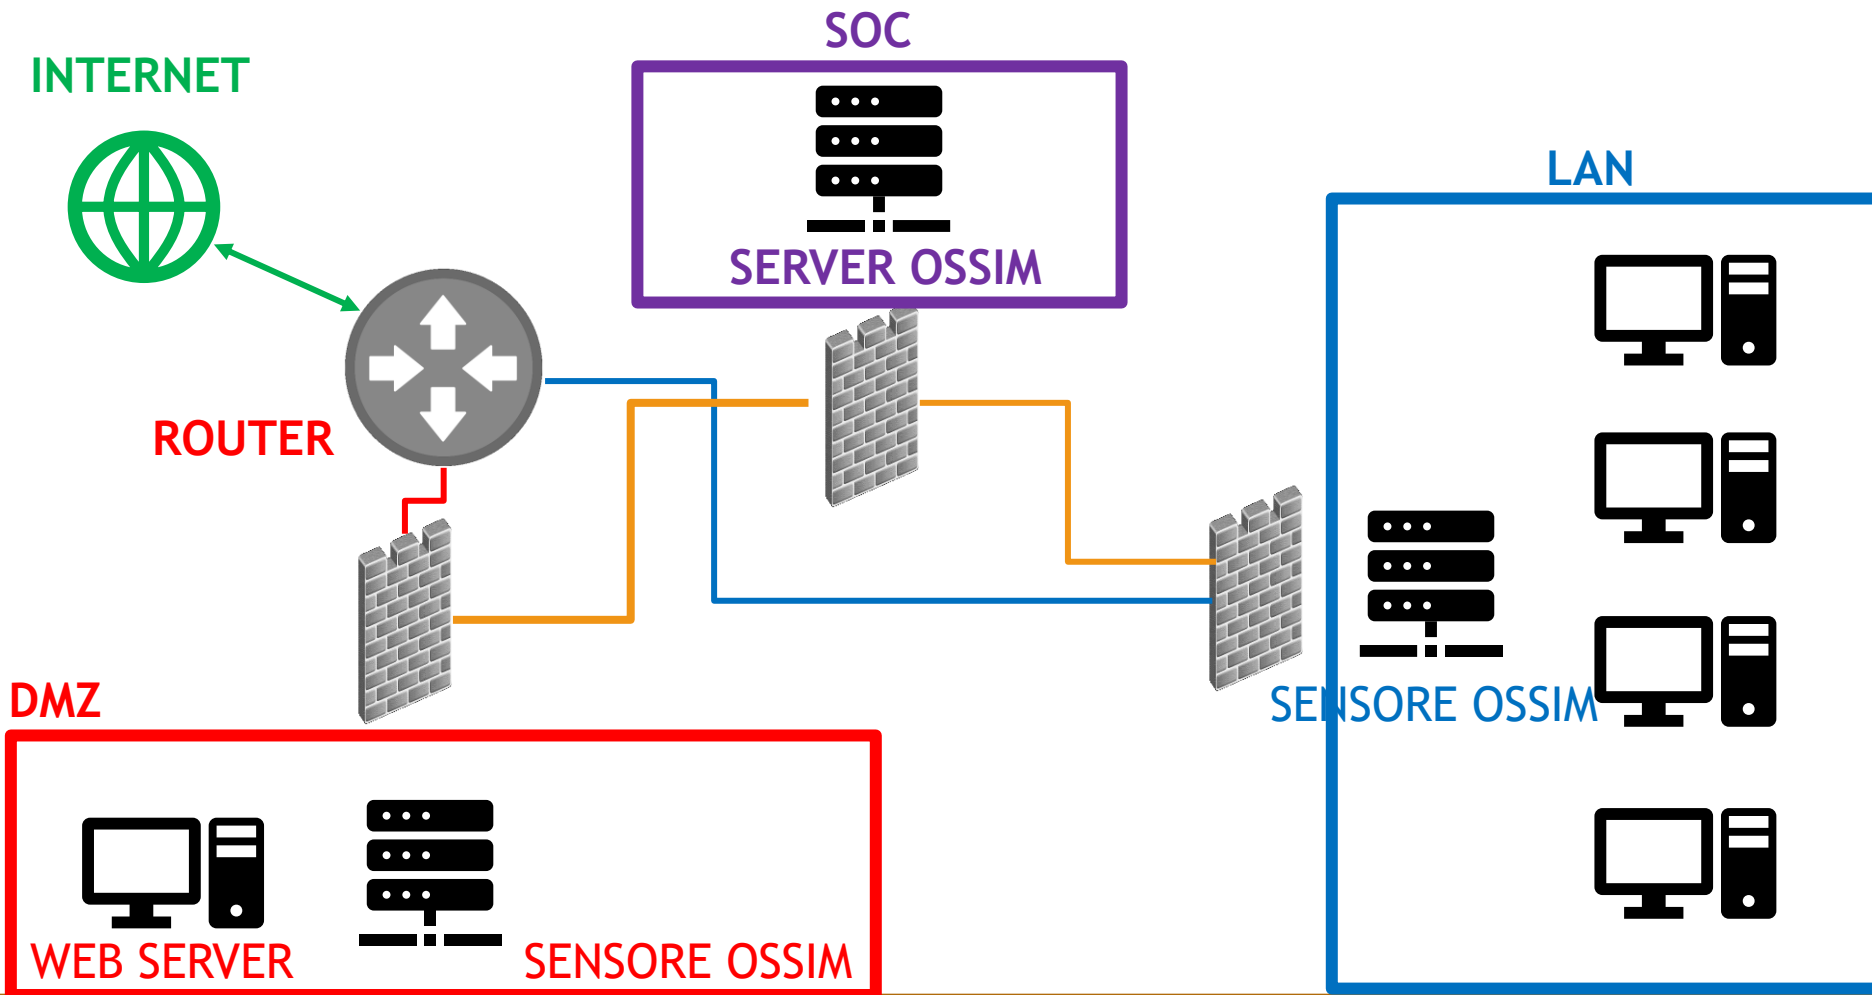 SOC
INTERNET
SERVER OSSIM
LAN
ROUTER
SENSORE OSSIM
DMZ
WEB SERVER
SENSORE OSSIM